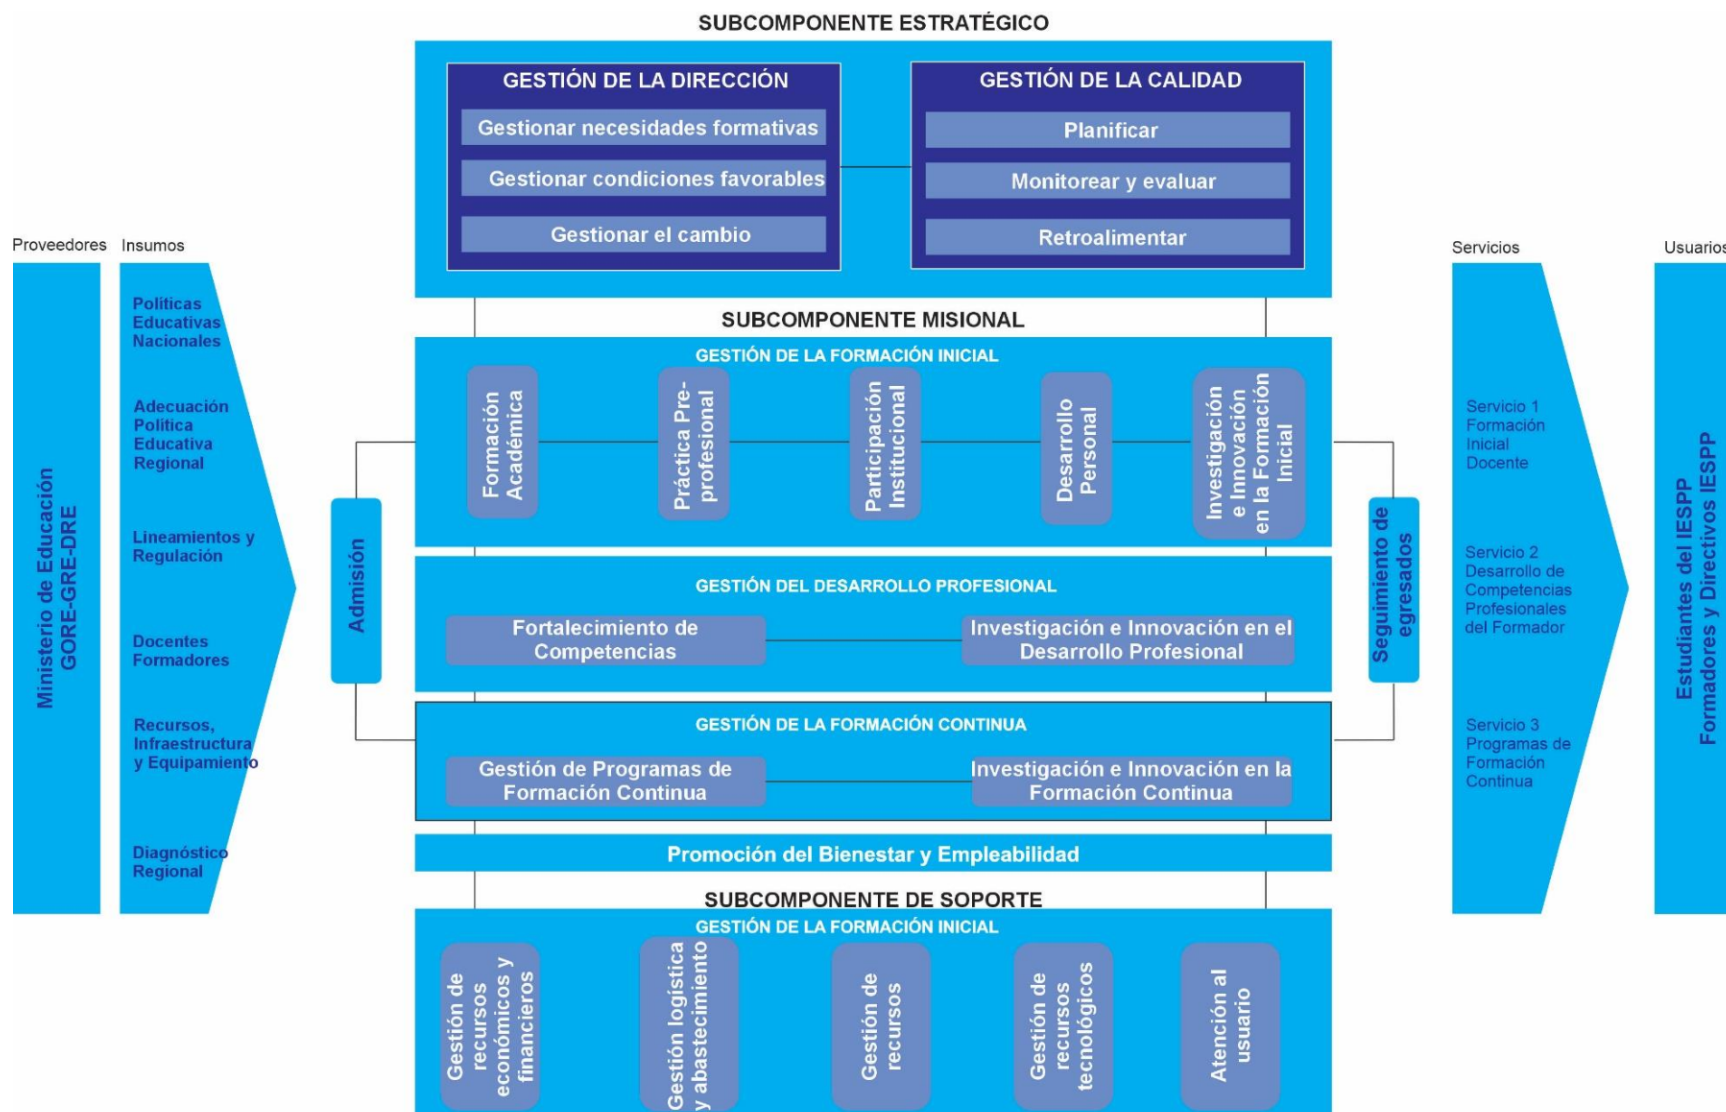 SUBCOMPONENTE ESTRATÉGICO
GESTIÓN DE LA DIRECCIÓN
Gestionar necesidades formativas
Gestionar condiciones favorables
Gestionar el cambio
GESTIÓN DE LA CALIDAD
Planificar
Monitorear y evaluar
Retroalimentar
Proveedores
Ministerio de Educación
GORE-GRE-DRE
Insumos
Políticas
Educativas
Nacionales
Adecuación
Política
Educativa
Regional
Lineamientos y
Regulación
Docentes
Formadores
Recursos,
Infraestructura
y Equipamiento
Diagnóstico
Regional
Admisión
SUBCOMPONENTE MISIONAL
GESTIÓN DE LA FORMACIÓN INICIAL
Formación
Académica
Práctica Pre-
profesional
Participación
Institucional
Desarrollo
Personal
Investigación
e Innovación
en la Formación
Inicial
GESTIÓN DEL DESARROLLO PROFESIONAL
Fortalecimiento de
Competencias
Investigación e Innovación en el
Desarrollo Profesional
GESTIÓN DE LA FORMACIÓN CONTINUA
Gestión de Programas de
Formación Continua
Investigación e Innovación en la
Formación Continua
Promoción del Bienestar y Empleabilidad
SUBCOMPONENTE DE SOPORTE
GESTIÓN DE LA FORMACIÓN INICIAL
Gestión de
recursos
económicos y
financieros
Gestión logística
y abastecimiento
Gestión de
recursos
Gestión de
recursos
tecnológicos
Atención al
usuario
Seguimiento de
egresados
Servicios
Servicio 1
Formación
Inicial
Docente
Servicio 2
Desarrollo de
Competencias
Profesionales
del Formador
Servicio 3
Programas de
Formación
Continua
Usuarios
Estudiantes del IESPP
Formadores y Directivos IESPP